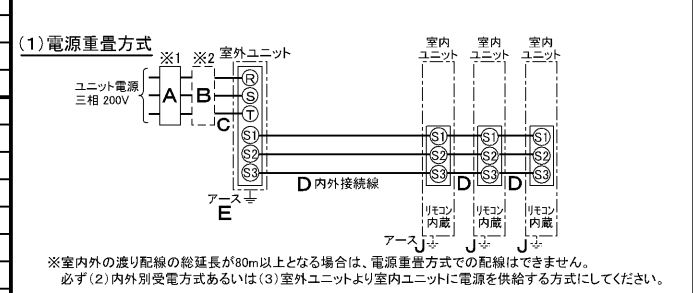 (1)電源重畳方式
※1 ※2 室外ユニット
室内ユニット 室内ユニット 室内ユニット
ユニット電源
三相 200V
A B C
R
S
T
S1 S1 S1 S1
S2 S2 S2 S2
S3 S3 S3 S3
D 内外接続線 D D
アース
E
リモコン内蔵 リモコン内蔵 リモコン内蔵
アース J J J
※室内外の渡り配線の総延長が80m以上となる場合は、電源重畳方式での配線はできません。
必ず(2)内外別受電方式あるいは(3)室外ユニットより室内ユニットに電源を供給する方式にしてください。